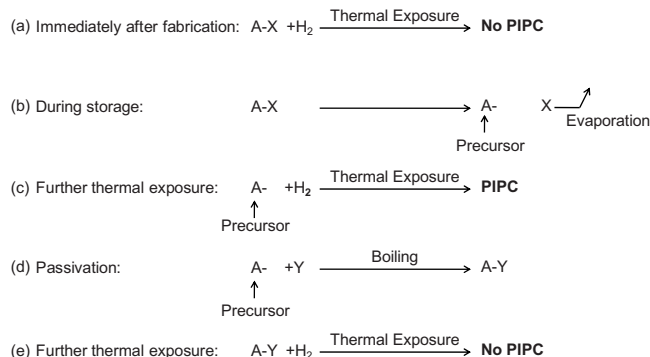 (a) Immediately after fabrication: A-X +H₂ Thermal Exposure No PIPC
(b) During storage: A-X A- X
Evaporation
Precursor
(c) Further thermal exposure: A- +H₂ Thermal Exposure PIPC
Precursor
(d) Passivation: A- +Y Boiling A-Y
Precursor
(e) Further thermal exposure: A-Y +H₂ Thermal Exposure No PIPC